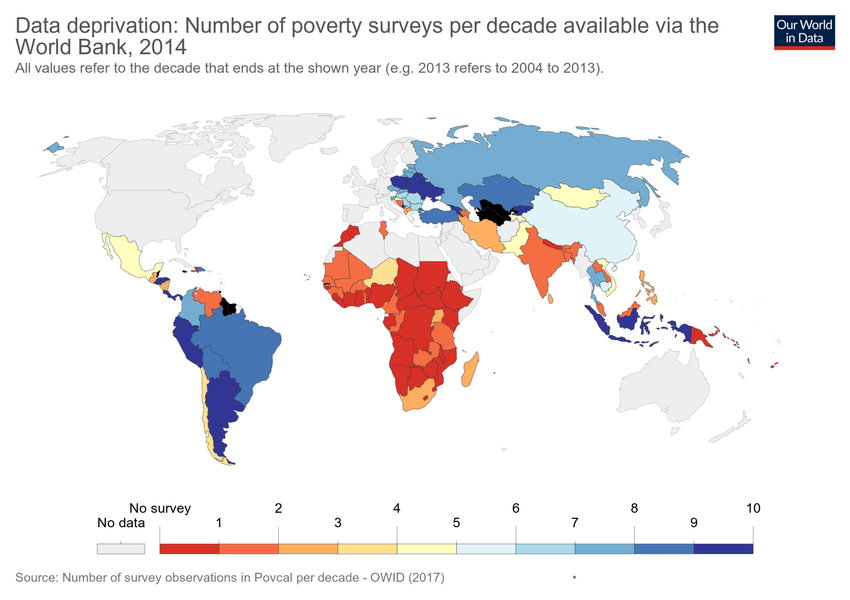 Data deprivation: Number of poverty surveys per decade available via the
World Bank, 2014
Our World
in Data
All values refer to the decade that ends at the shown year (e.g. 2013 refers to 2004 to 2013).
No survey 2 4 6 8 10
No data 1 3 5 7 9
Source: Number of survey observations in Povcal per decade - OWID (2017) •